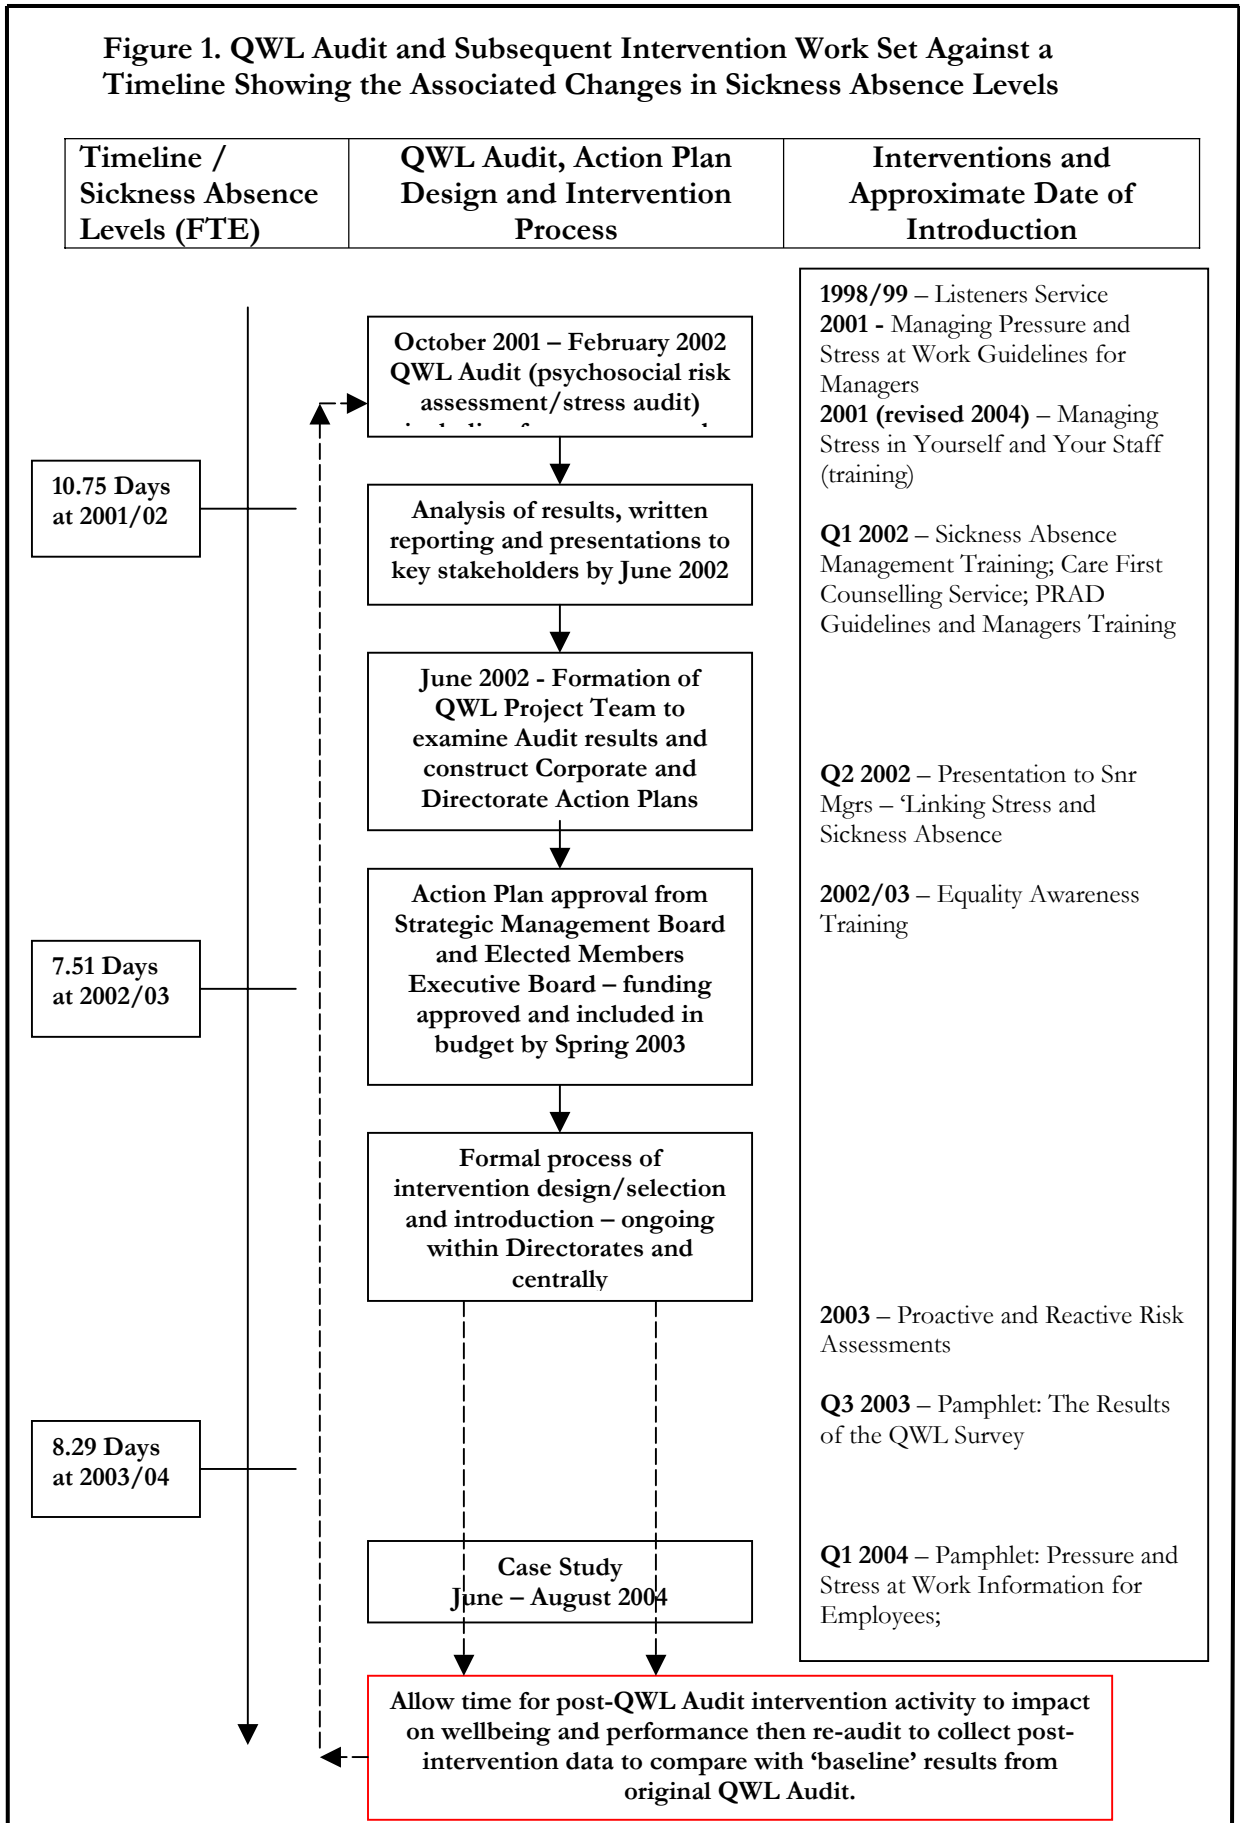 Figure 1. QWL Audit and Subsequent Intervention Work Set Against a
Timeline Showing the Associated Changes in Sickness Absence Levels
Timeline /
Sickness Absence
Levels (FTE)
QWL Audit, Action Plan
Design and Intervention
Process
Interventions and
Approximate Date of
Introduction
10.75 Days
at 2001/02
7.51 Days
at 2002/03
8.29 Days
at 2003/04
October 2001 – February 2002
QWL Audit (psychosocial risk
assessment/stress audit)
Analysis of results, written
reporting and presentations to
key stakeholders by June 2002
June 2002 - Formation of
QWL Project Team to
examine Audit results and
construct Corporate and
Directorate Action Plans
Action Plan approval from
Strategic Management Board
and Elected Members
Executive Board – funding
approved and included in
budget by Spring 2003
Formal process of
intervention design/selection
and introduction – ongoing
within Directorates and
centrally
Case Study
June – August 2004
Allow time for post-QWL Audit intervention activity to impact
on wellbeing and performance then re-audit to collect post-
intervention data to compare with ‘baseline’ results from
original QWL Audit.
1998/99 – Listeners Service
2001 - Managing Pressure and
Stress at Work Guidelines for
Managers
2001 (revised 2004) – Managing
Stress in Yourself and Your Staff
(training)
Q1 2002 – Sickness Absence
Management Training; Care First
Counselling Service; PRAD
Guidelines and Managers Training
Q2 2002 – Presentation to Snr
Mgrs – ‘Linking Stress and
Sickness Absence
2002/03 – Equality Awareness
Training
2003 – Proactive and Reactive Risk
Assessments
Q3 2003 – Pamphlet: The Results
of the QWL Survey
Q1 2004 – Pamphlet: Pressure and
Stress at Work Information for
Employees;